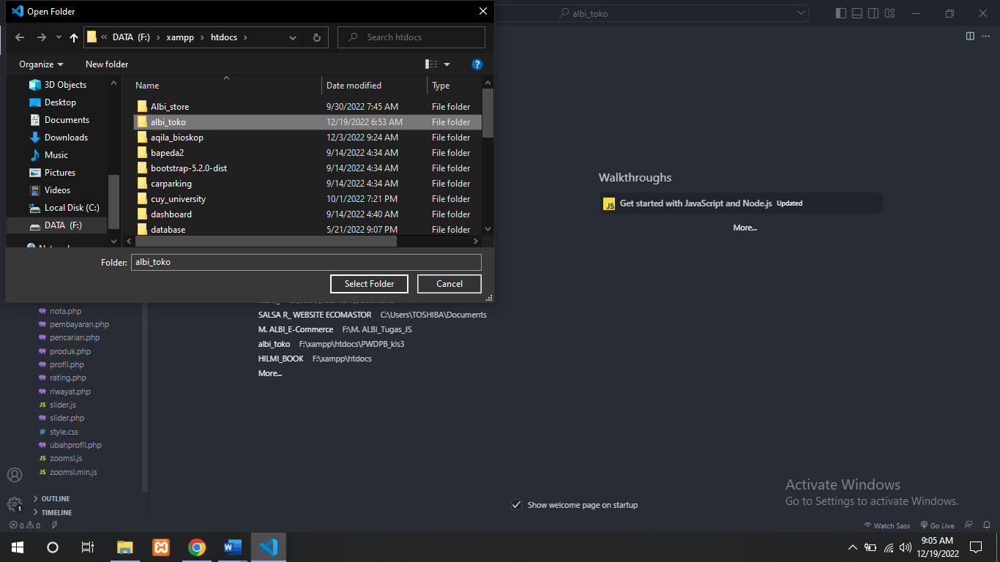 Open Folder
albi_toko
DATA (F:) xampp htdocs
Search htdocs
Organize
New folder
Name Date modified Type
3D Objects
Desktop
Documents
Downloads
Music
Pictures
Videos
Local Disk (C:)
DATA (F:)
Albi_store 9/30/2022 7:45 AM File folder
albi_toko 12/19/2022 6:53 AM File folder
aqila_bioskop 12/3/2022 9:24 AM File folder
bapeda2 9/14/2022 4:34 AM File folder
bootstrap-5.2.0-dist 9/14/2022 4:34 AM File folder
carparking 9/14/2022 4:34 AM File folder
cuy_university 10/1/2022 7:21 PM File folder
dashboard 9/14/2022 4:40 AM File folder
database 5/21/2022 9:07 PM File folder
Folder: albi_toko
Select Folder
Cancel
Walkthroughs
JS Get started with JavaScript and Node.js Updated
More...
SALSA R_ WEBSITE ECOMASTOR C:\Users\TOSHIBA\Documents
M. ALBI_E-Commerce F:\M. ALBI_Tugas_JS
albi_toko F:\xampp\htdocs\PWDPB_kls3
HILMI_BOOK F:\xampp\htdocs
More...
nota.php
pembayaran.php
pencarian.php
produk.php
profil.php
rating.php
riwayat.php
JS slider.js
slider.php
# style.css
ubahprofil.php
JS zoomsl.js
JS zoomsl.min.js
OUTLINE
TIMELINE
1
0 0
Show welcome page on startup
Activate Windows
Go to Settings to activate Windows.
Watch Sass
Go Live
9:05 AM
12/19/2022